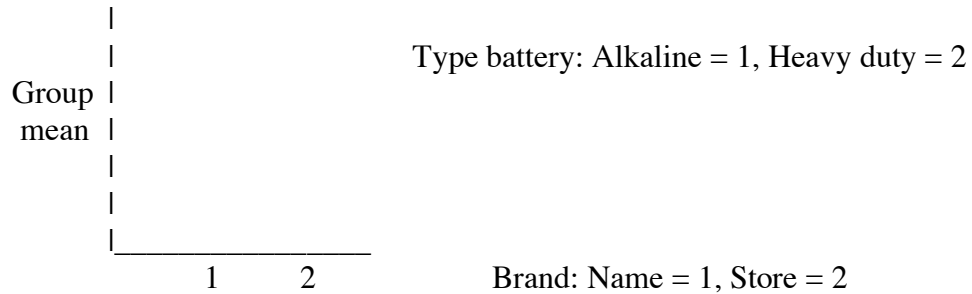 Type battery: Alkaline = 1, Heavy duty = 2
Group
mean
1 2 Brand: Name = 1, Store = 2